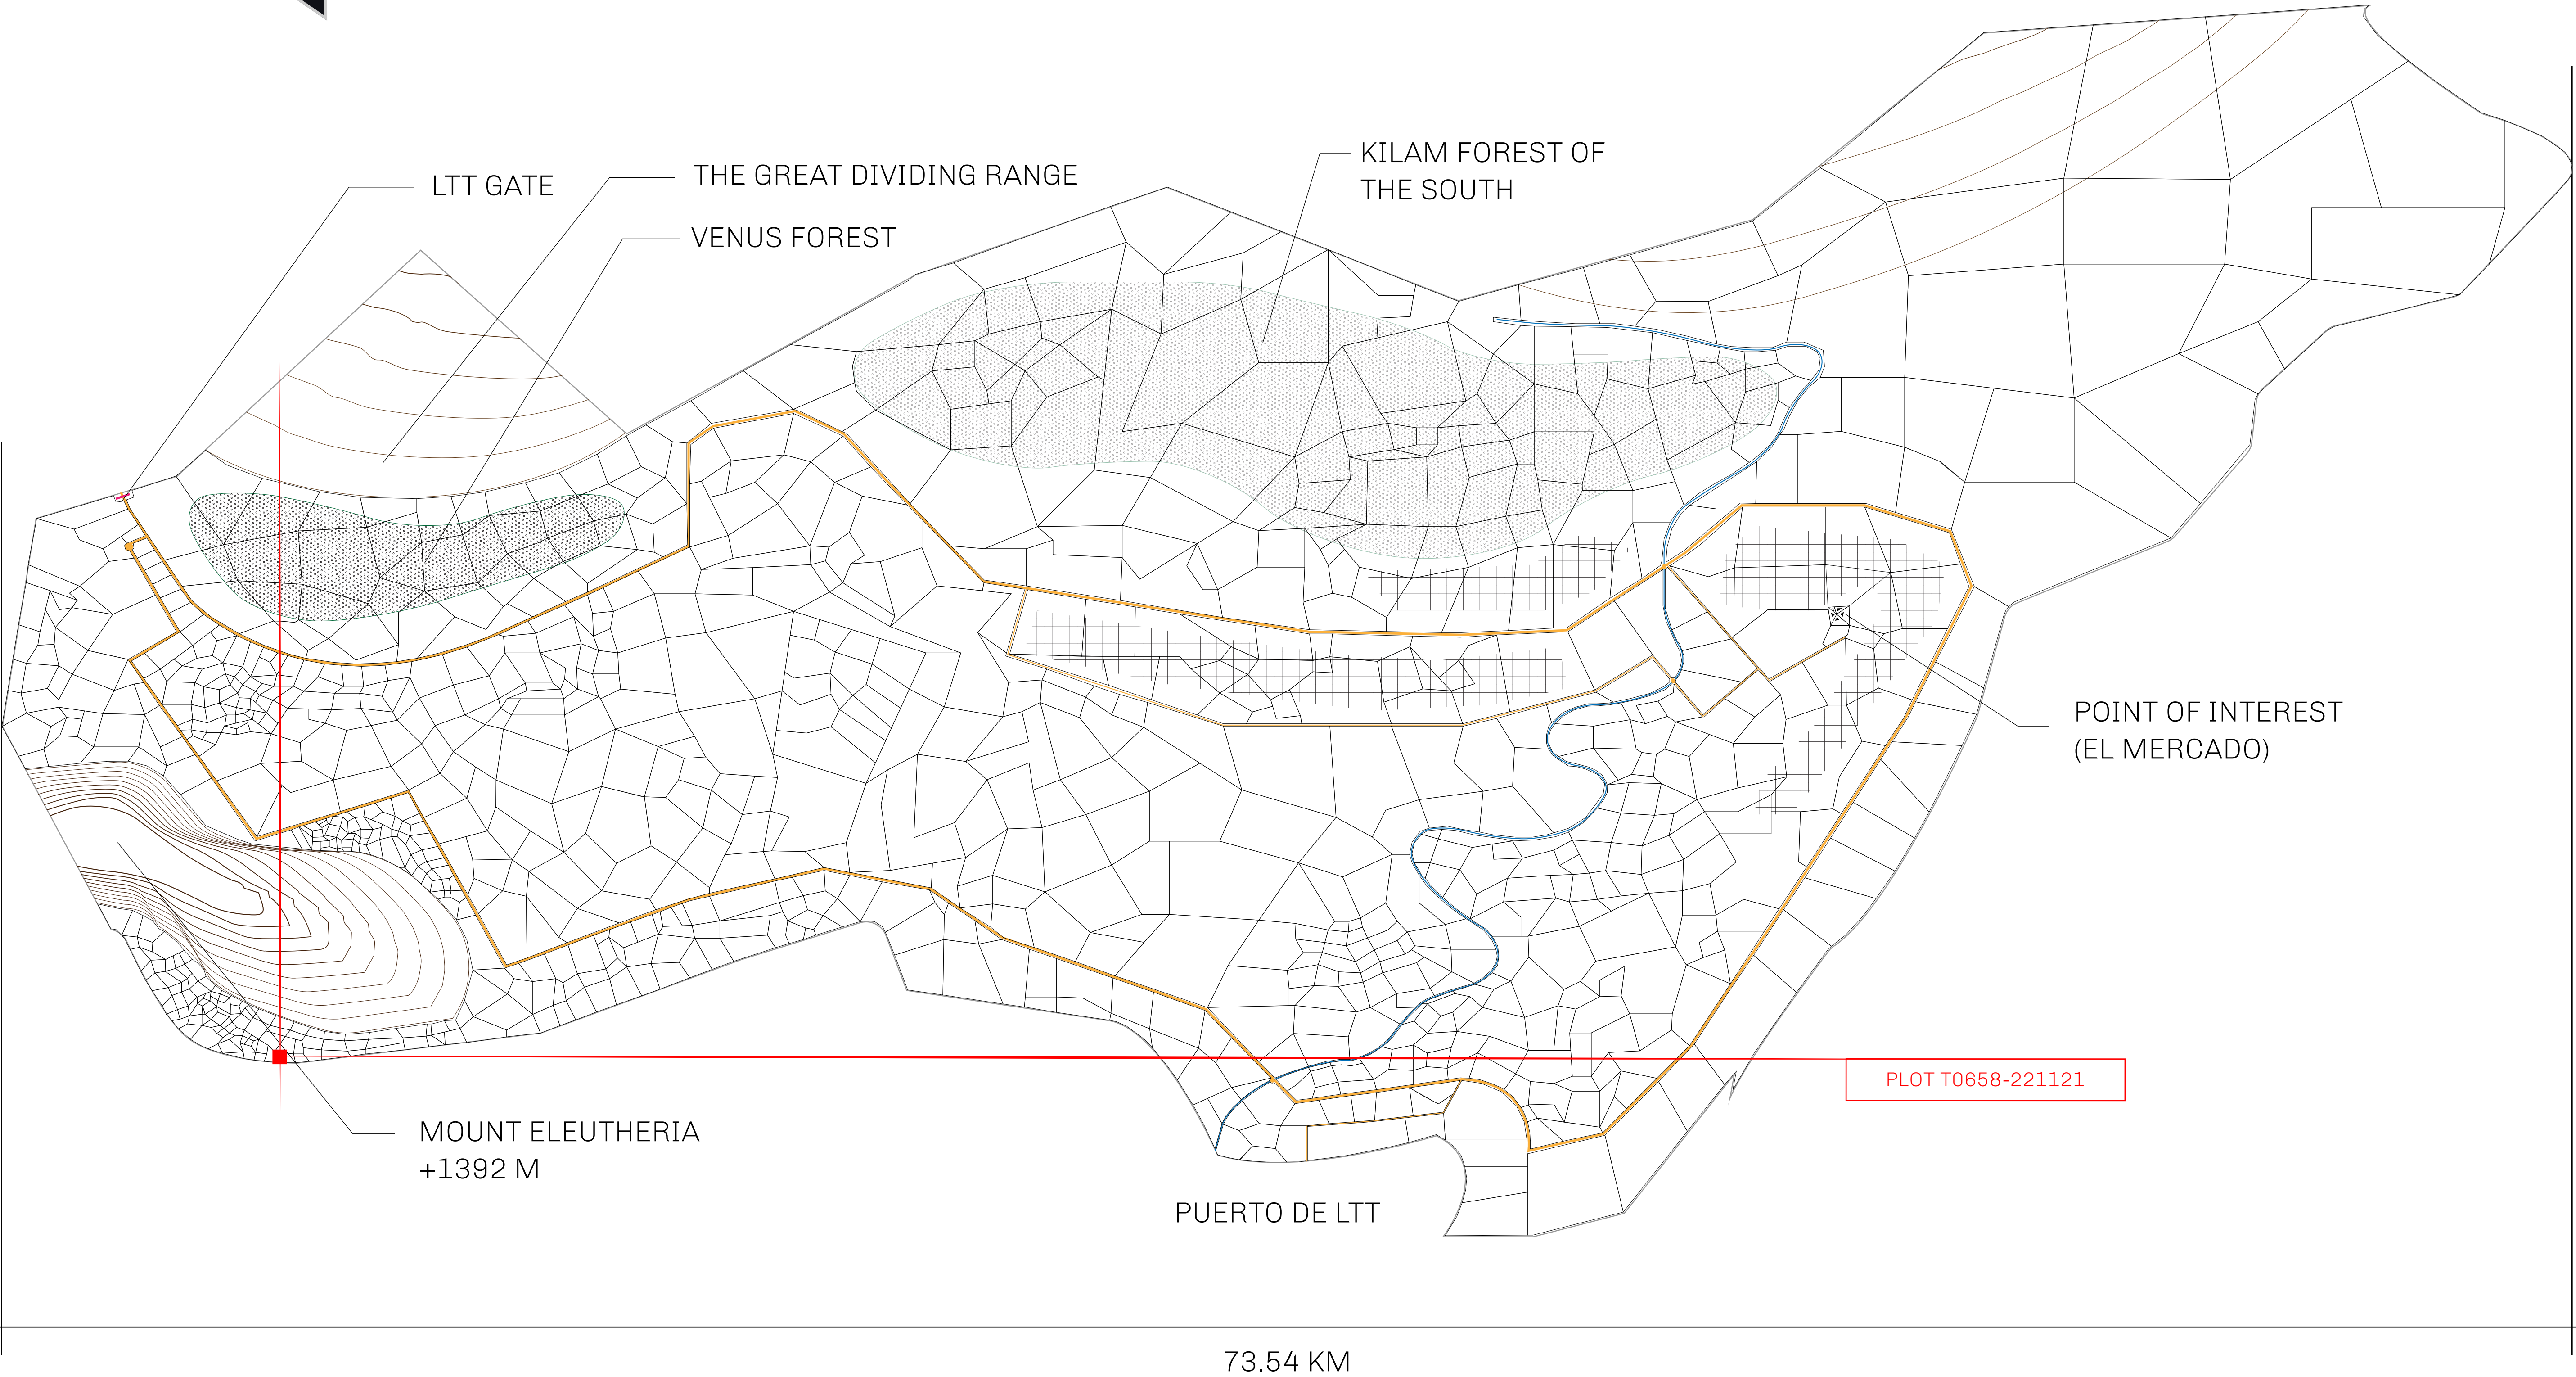 KILAM FOREST OF
THE SOUTH
THE GREAT DIVIDING RANGE
LTT GATE
VENUS FOREST
POINT OF INTEREST
(EL MERCADO)
PLOT T0658-221121
MOUNT ELEUTHERIA
+1392 M
PUERTO DE LTT
73.54 KM